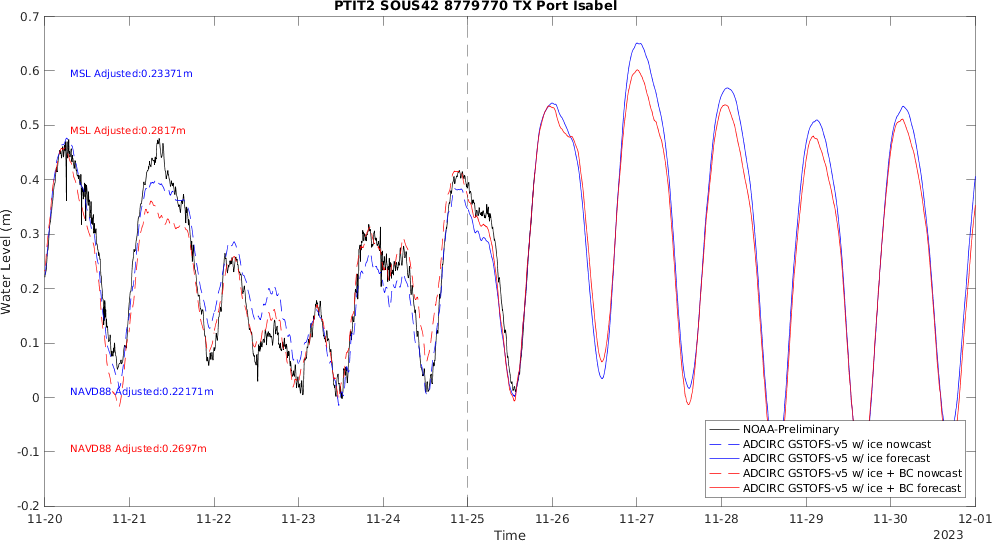 PTIT2 SOUS42 8779770 TX Port Isabel
0.7
0.6
0.5
0.4
0.3
0.2
0.1
0
-0.1
-0.2
Water Level (m)
MSL Adjusted:0.23371m
MSL Adjusted:0.2817m
NAVD88 Adjusted:0.22171m
NAVD88 Adjusted:0.2697m
NOAA-Preliminary
ADCIRC GSTOFS-v5 w/ ice nowcast
ADCIRC GSTOFS-v5 w/ ice forecast
ADCIRC GSTOFS-v5 w/ ice + BC nowcast
ADCIRC GSTOFS-v5 w/ ice + BC forecast
11-20 11-21 11-22 11-23 11-24 11-25 11-26 11-27 11-28 11-29 11-30 12-01
Time
2023